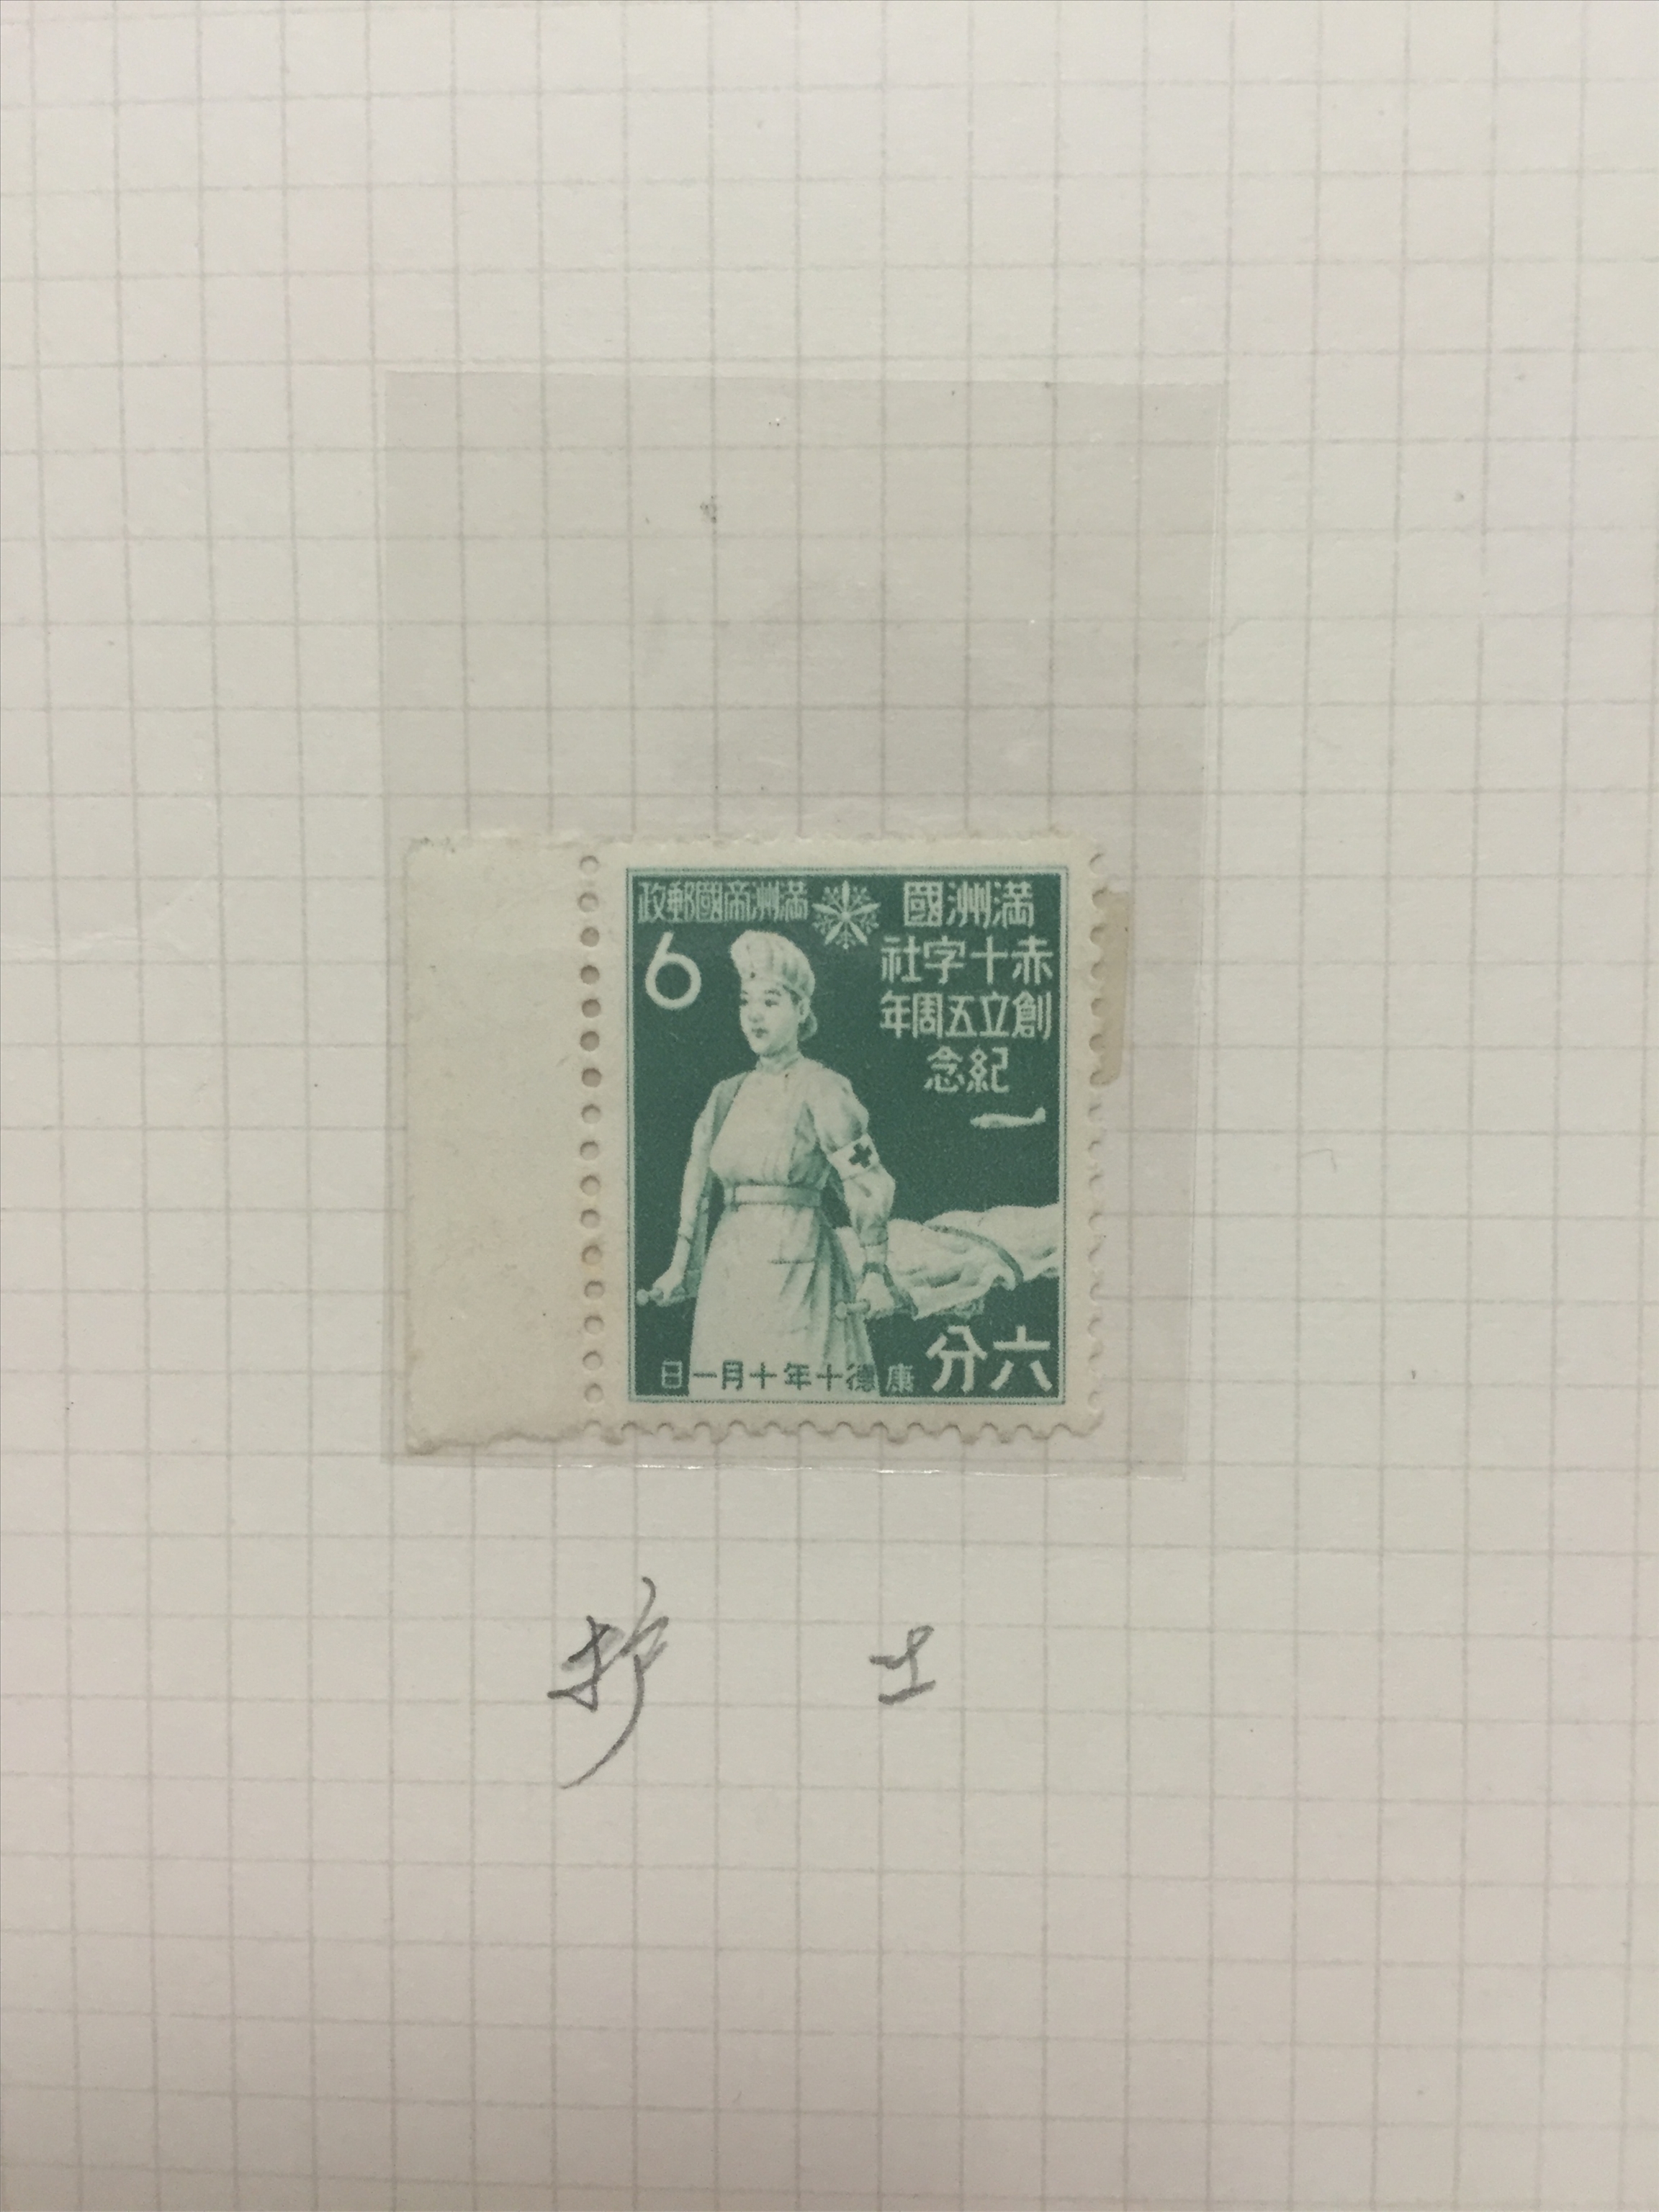 滿洲帝國郵政
6
滿洲國
赤十字社
創立五周年
紀念
六分
康德十年十月一日
护士